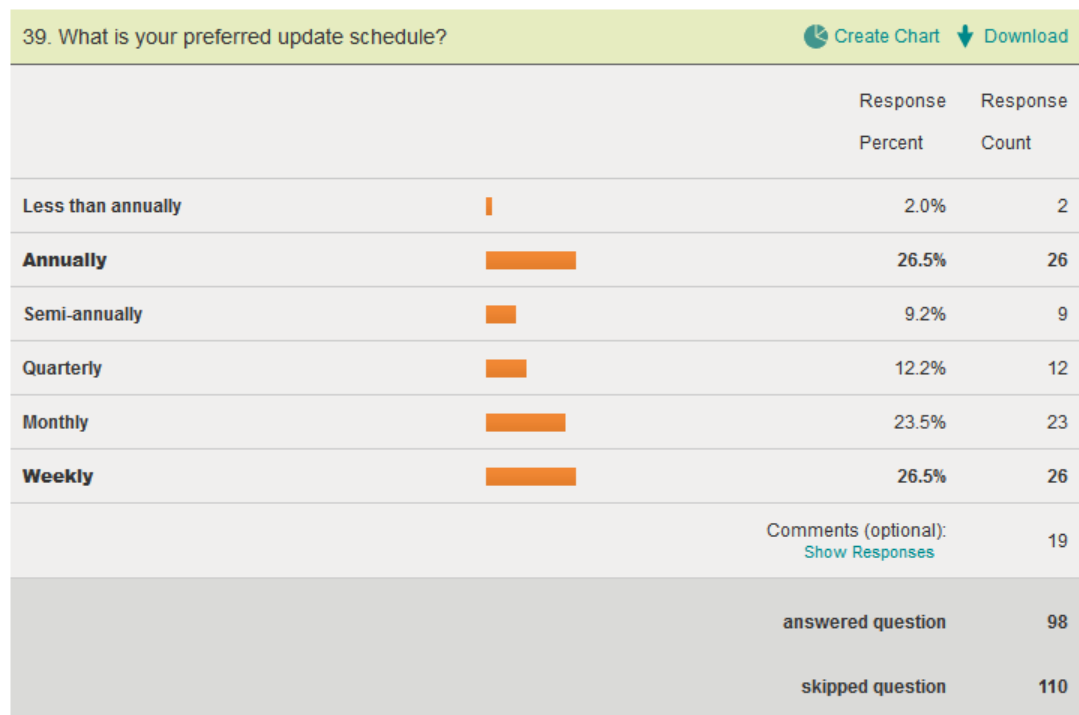 39. What is your preferred update schedule? Create Chart Download
Response Response
Percent Count
Less than annually 2.0% 2
Annually 26.5% 26
Semi-annually 9.2% 9
Quarterly 12.2% 12
Monthly 23.5% 23
Weekly 26.5% 26
Comments (optional):
Show Responses 19
answered question 98
skipped question 110